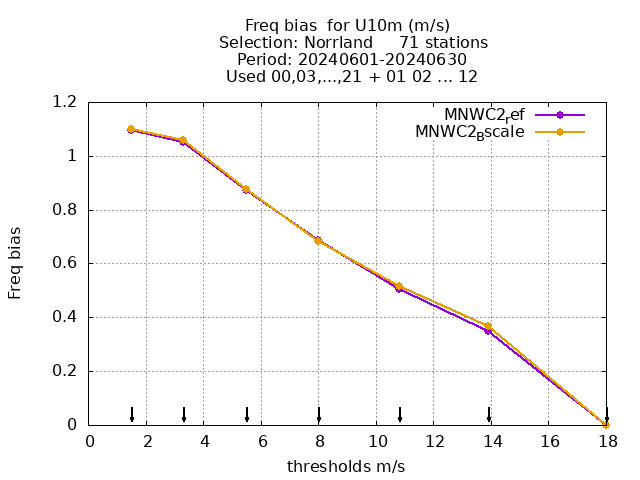 Freq bias  for U10m (m/s)
Selection: Norrland     71 stations
Period: 20240601-20240630
Used 00,03,...,21 + 01 02 ... 12
MNWC2ref
MNWC2Bscale
1.2
1
0.8
0.6
0.4
0.2
0
Freq bias
0 2 4 6 8 10 12 14 16 18
thresholds m/s